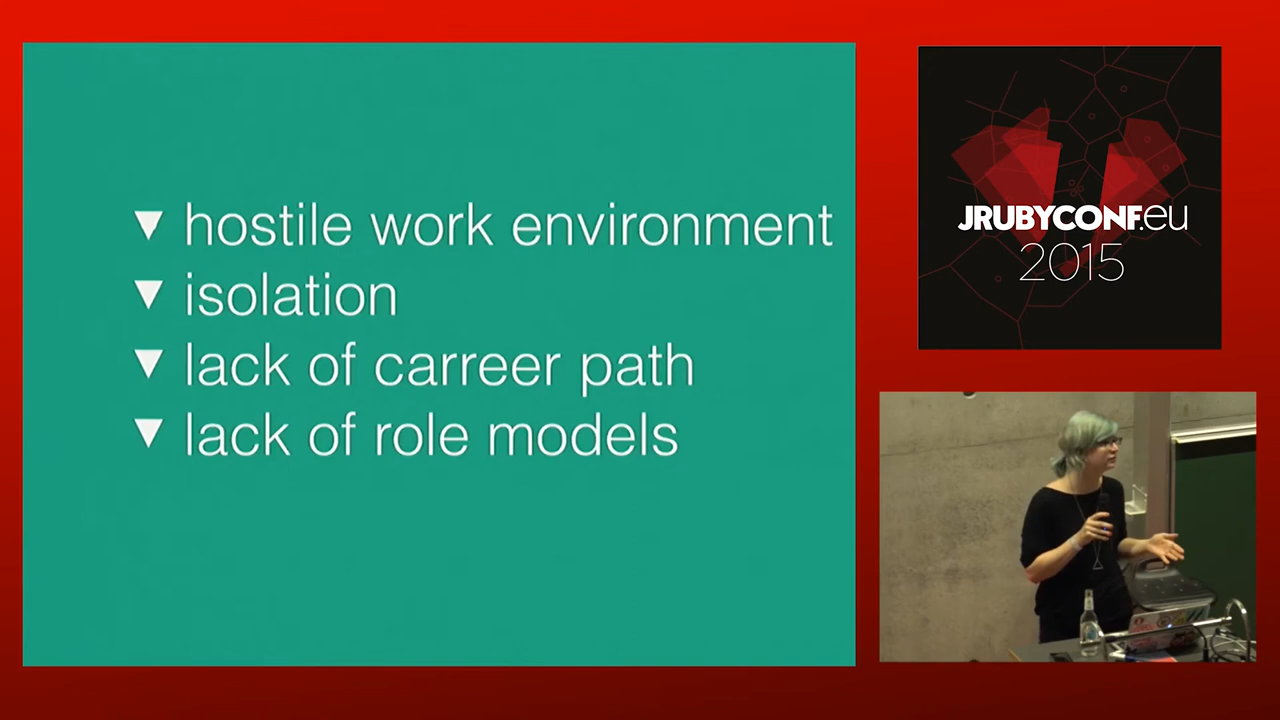 ▼ hostile work environment
▼ isolation
▼ lack of carreer path
▼ lack of role models
JRUBYCONF.eu
2015